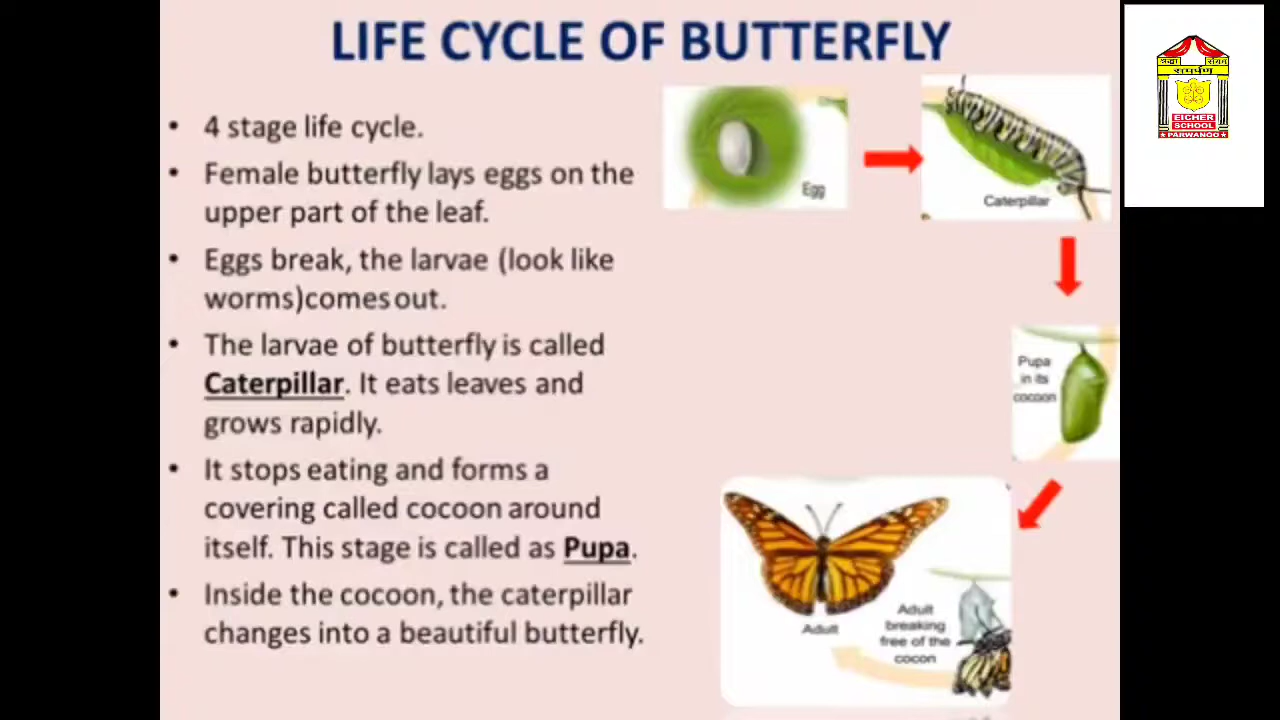 LIFE CYCLE OF BUTTERFLY
• 4 stage life cycle.
• Female butterfly lays eggs on the
upper part of the leaf.
• Eggs break, the larvae (look like
worms)comes out.
• The larvae of butterfly is called
Caterpillar. It eats leaves and
grows rapidly.
• It stops eating and forms a
covering called cocoon around
itself. This stage is called as Pupa.
• Inside the cocoon, the caterpillar
changes into a beautiful butterfly.
Egg
Caterpillar
Pupa
in its
cocoon
Adult
Adult
breaking
free of the
cocon
श्रद्धा संगम
समर्पण
EICHER
SCHOOL
PARWANOO